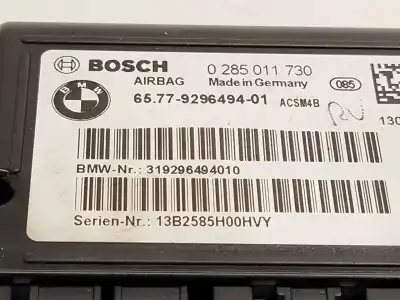 BOSCH 0 285 011 730
AIRBAG Made in Germany 085
BMW 65.77-9296494-01 ACSM4B
130
BMW-Nr.: 319296494010
Serien-Nr.: 13B2585H00HVY